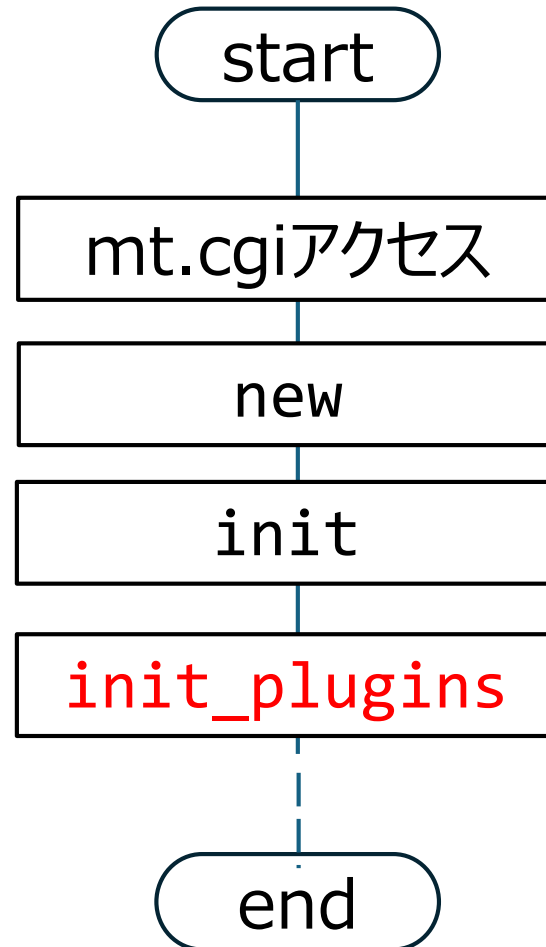 start
mt.cgiアクセス
new
init
init_plugins
end